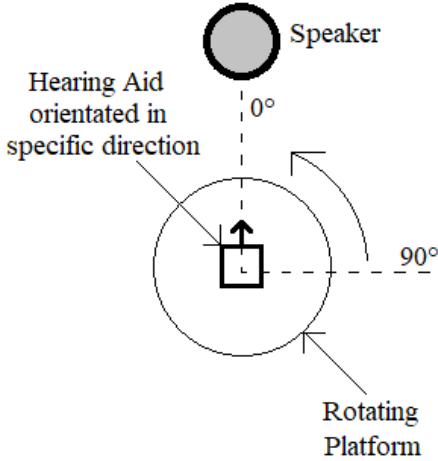 Speaker
Hearing Aid
orientated in
specific direction
0°
90°
Rotating
Platform